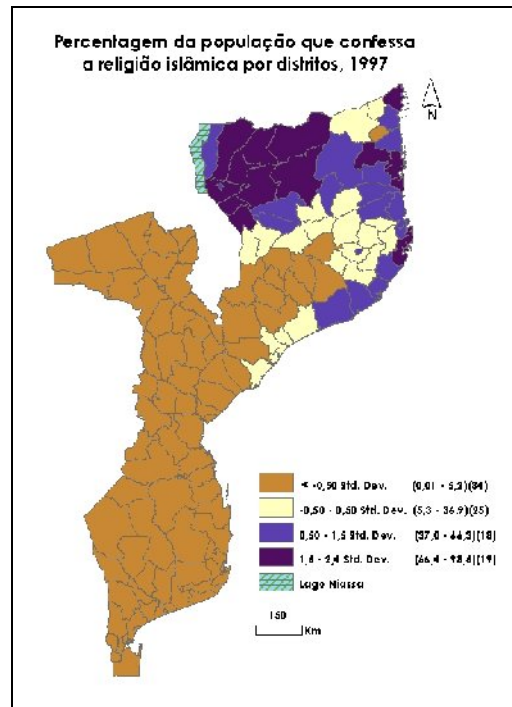 Percentagem da população que confessa
a religião islâmica por distritos, 1997
N
< -0,50 Std. Dev. (0,01 - 5,2)(84)
-0,50 - 0,50 Std. Dev. (5,3 - 36,9)(25)
0,50 - 1,5 Std. Dev. (37,0 - 66,3)(18)
1,5 - 2,4 Std. Dev. (66,4 - 98,6)(19)
Lago Niassa
150
Km